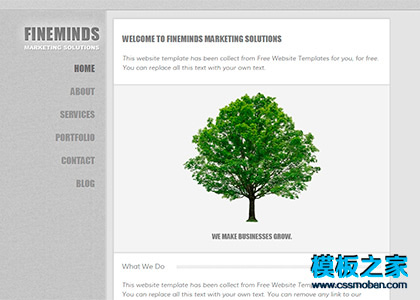 FINEMINDS
MARKETING SOLUTIONS
HOME
ABOUT
SERVICES
PORTFOLIO
CONTACT
BLOG
WELCOME TO FINEMINDS MARKETING SOLUTIONS
This website template has been collect from Free Website Templates for you, for free.
You can replace all this text with your own text.
WE MAKE BUSINESSES GROW.
What We Do
This website template has been collect from Free Website Templates
You can replace all this text with your own text. You can remove any link to our
模板之家
www.cssmoban.com